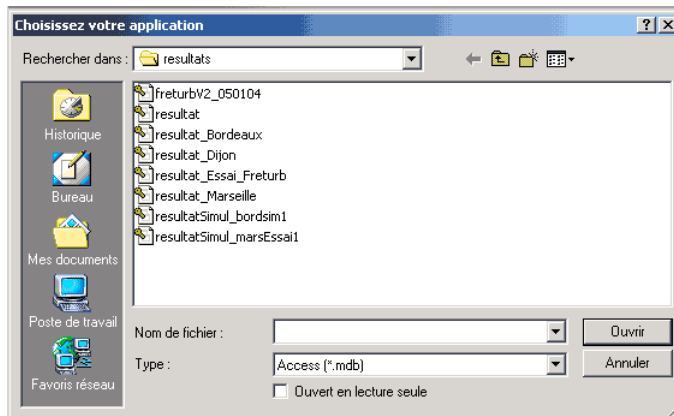 Choisissez votre application
Rechercher dans : resultats
Historique
Bureau
Mes documents
Poste de travail
Favoris réseau
freturbV2_050104
resultat
resultat_Bordeaux
resultat_Dijon
resultat_Essai_Freturb
resultat_Marseille
resultatSimul_bordsim1
resultatSimul_marsEssai1
Nom de fichier :
Ouvrir
Type : Access (*.mdb)
Annuler
Ouvert en lecture seule